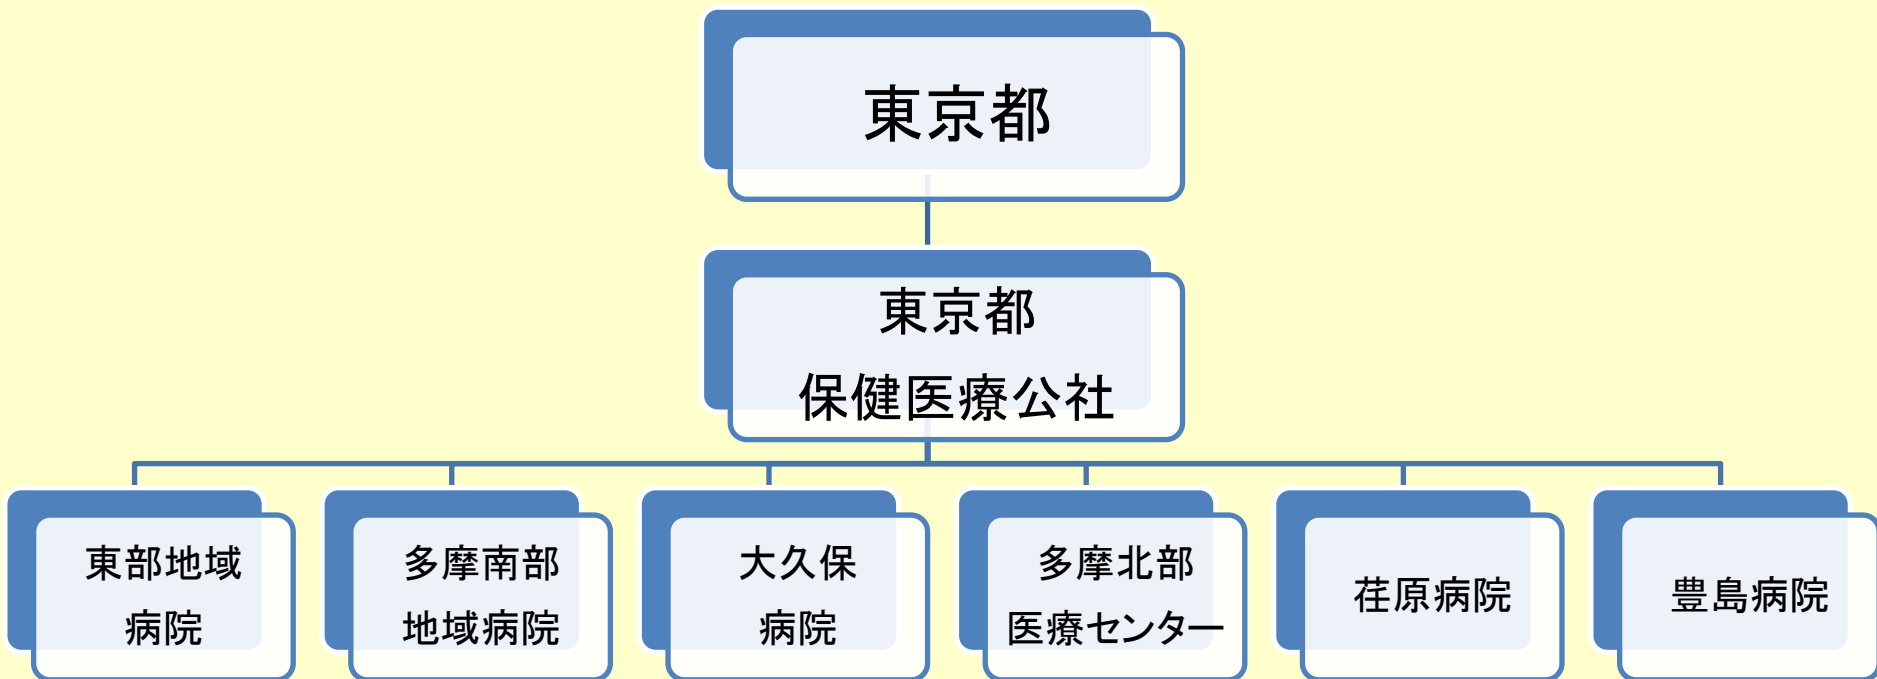 東京都
東京都
保健医療公社
東部地域
病院
多摩南部
地域病院
大久保
病院
多摩北部
医療センター
荏原病院
豊島病院